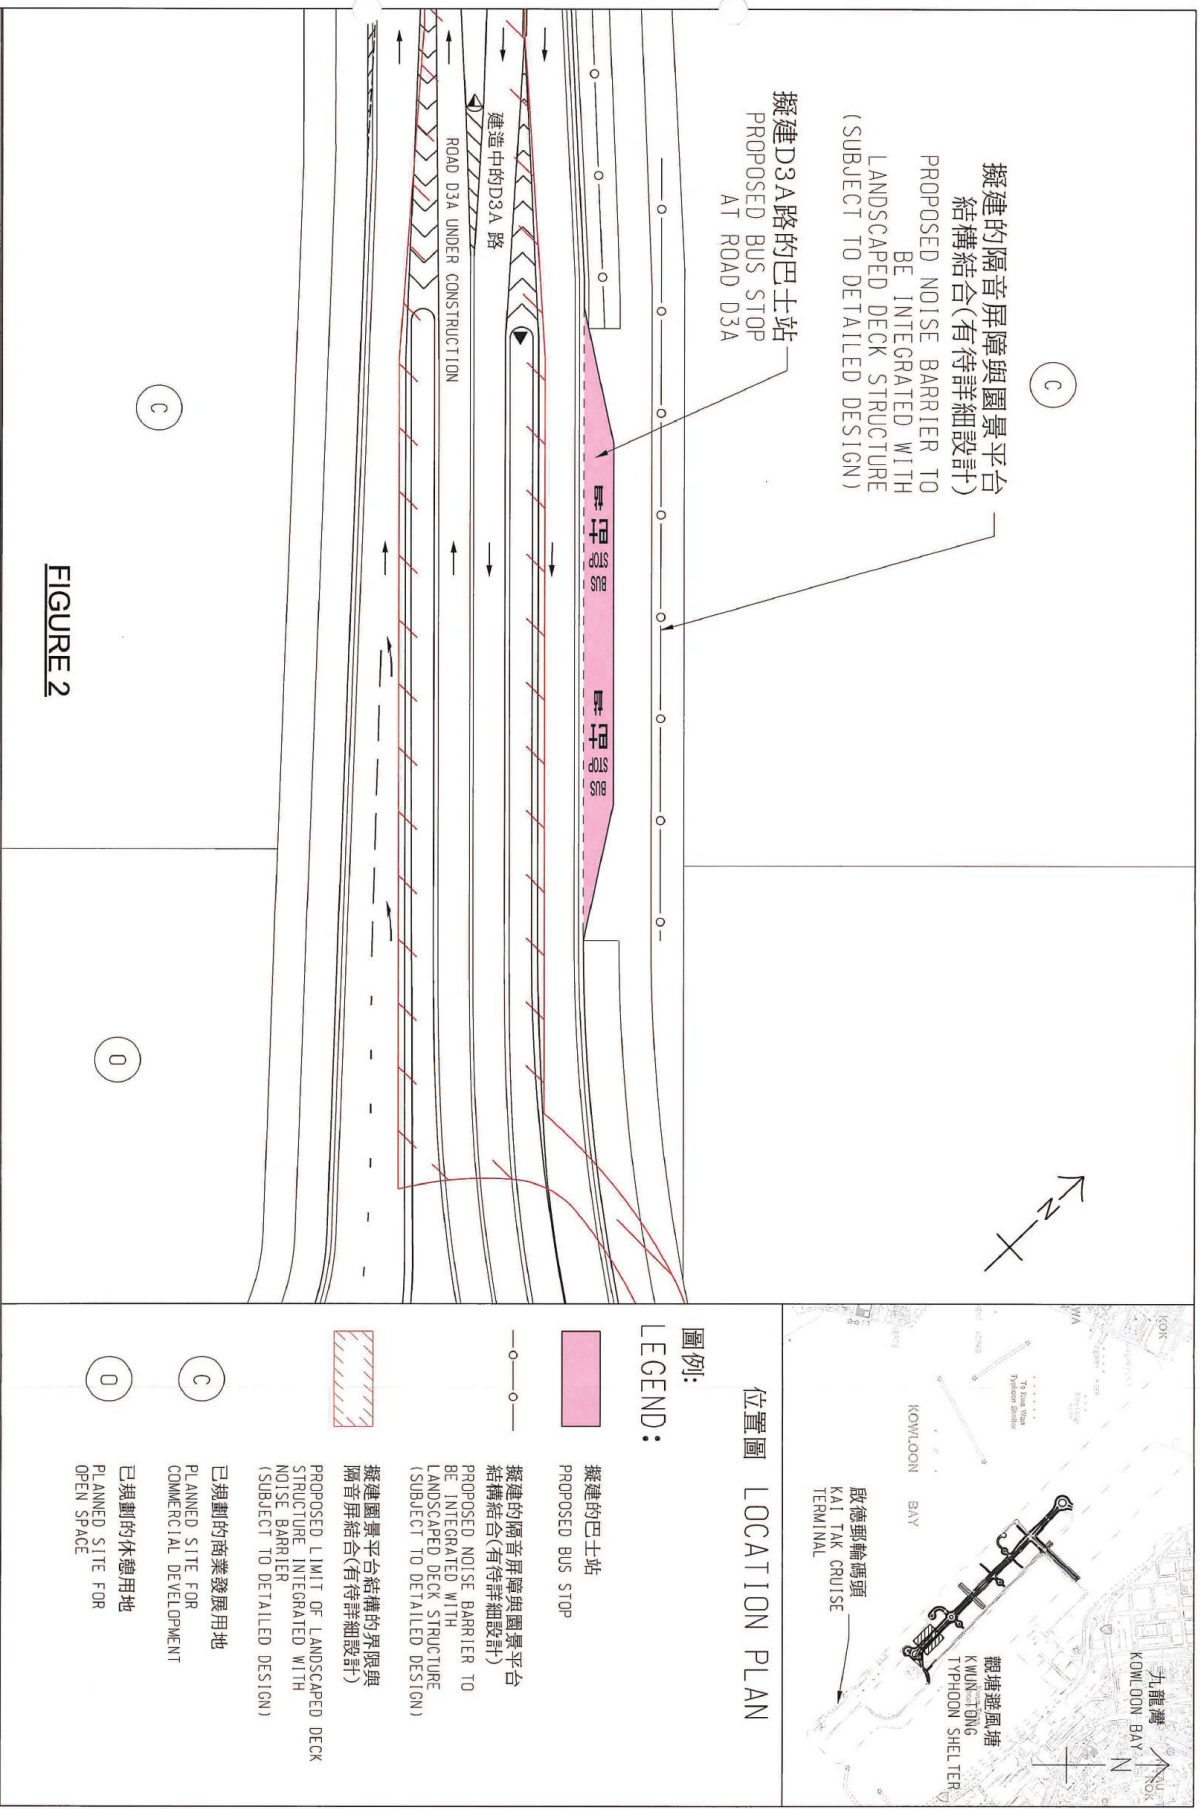 C
擬建的隔音屏障與園景平台
結構結合(有待詳細設計)
PROPOSED NOISE BARRIER TO
BE INTEGRATED WITH
LANDSCAPED DECK STRUCTURE
(SUBJECT TO DETAILED DESIGN)
擬建D3A路的巴士站
PROPOSED BUS STOP
AT ROAD D3A
巴士站
BUS STOP
巴士站
BUS STOP
建造中的D3A 路
ROAD D3A UNDER CONSTRUCTION
C
O
N
FIGURE 2
KOK
WA
To Kwa Wan
Typhoon Shelter
KOWLOON BAY
九龍灣
KOWLOON BAY
N
觀塘避風塘
KWUN TONG
TYPHOON SHELTER
啟德郵輪碼頭
KAI TAK CRUISE
TERMINAL
位置圖 LOCATION PLAN
圖例:
LEGEND:
擬建的巴士站
PROPOSED BUS STOP
擬建的隔音屏障與園景平台
結構結合(有待詳細設計)
PROPOSED NOISE BARRIER TO
BE INTEGRATED WITH
LANDSCAPED DECK STRUCTURE
(SUBJECT TO DETAILED DESIGN)
擬建園景平台結構的界限與
隔音屏結合(有待詳細設計)
PROPOSED LIMIT OF LANDSCAPED DECK
STRUCTURE INTEGRATED WITH
NOISE BARRIER
(SUBJECT TO DETAILED DESIGN)
C
已規劃的商業發展用地
PLANNED SITE FOR
COMMERCIAL DEVELOPMENT
O
已規劃的休憩用地
PLANNED SITE FOR
OPEN SPACE